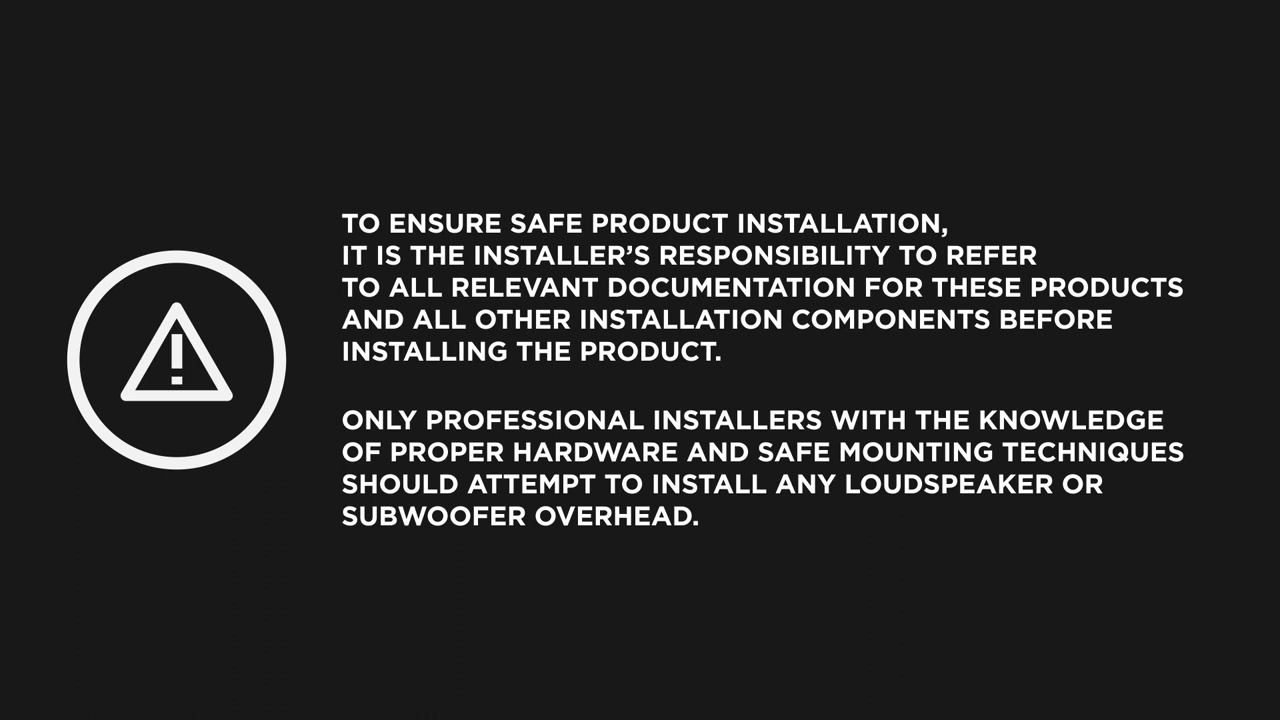 TO ENSURE SAFE PRODUCT INSTALLATION,
IT IS THE INSTALLER’S RESPONSIBILITY TO REFER
TO ALL RELEVANT DOCUMENTATION FOR THESE PRODUCTS
AND ALL OTHER INSTALLATION COMPONENTS BEFORE
INSTALLING THE PRODUCT.
ONLY PROFESSIONAL INSTALLERS WITH THE KNOWLEDGE
OF PROPER HARDWARE AND SAFE MOUNTING TECHNIQUES
SHOULD ATTEMPT TO INSTALL ANY LOUDSPEAKER OR
SUBWOOFER OVERHEAD.